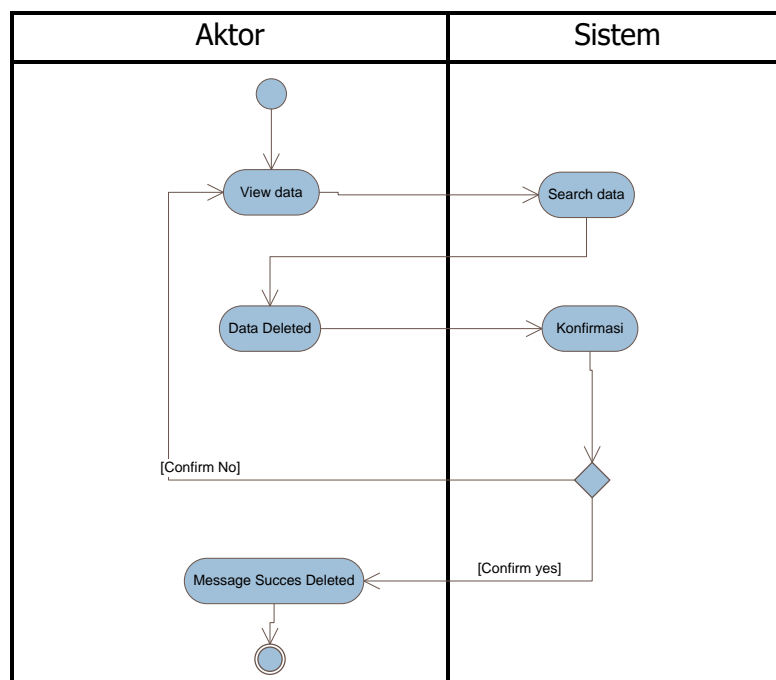 Aktor
Sistem
View data
Search data
Data Deleted
Konfirmasi
[Confirm No]
[Confirm yes]
Message Succes Deleted